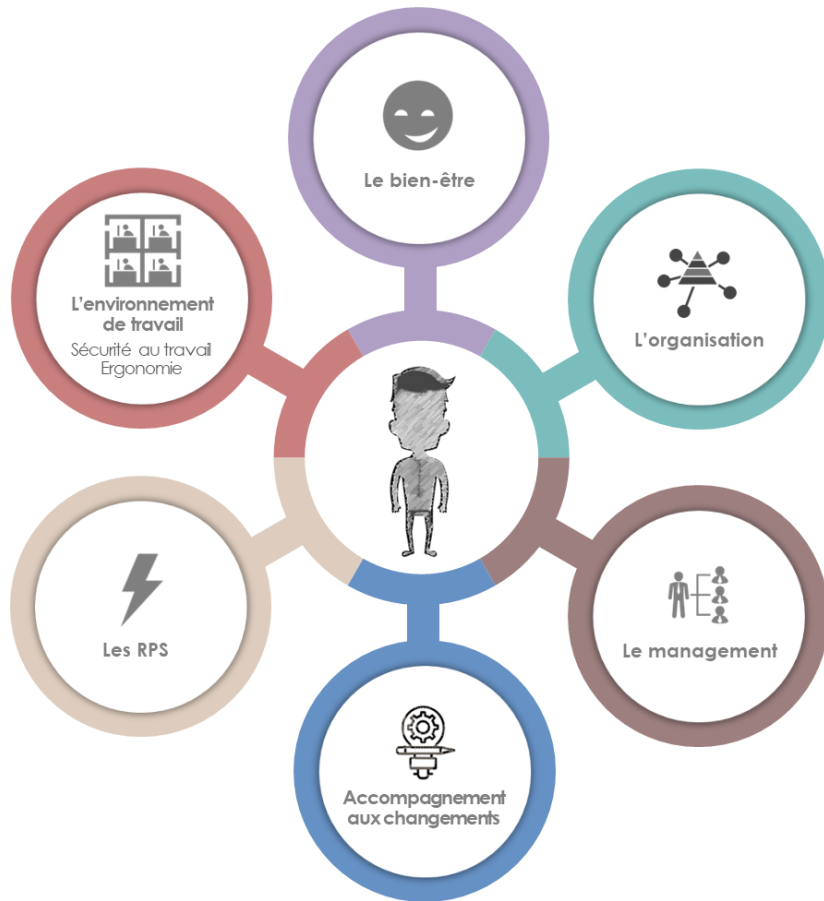 Le bien-être
L'environnement
de travail
Sécurité au travail
Ergonomie
L'organisation
Les RPS
Le management
Accompagnement
aux changements